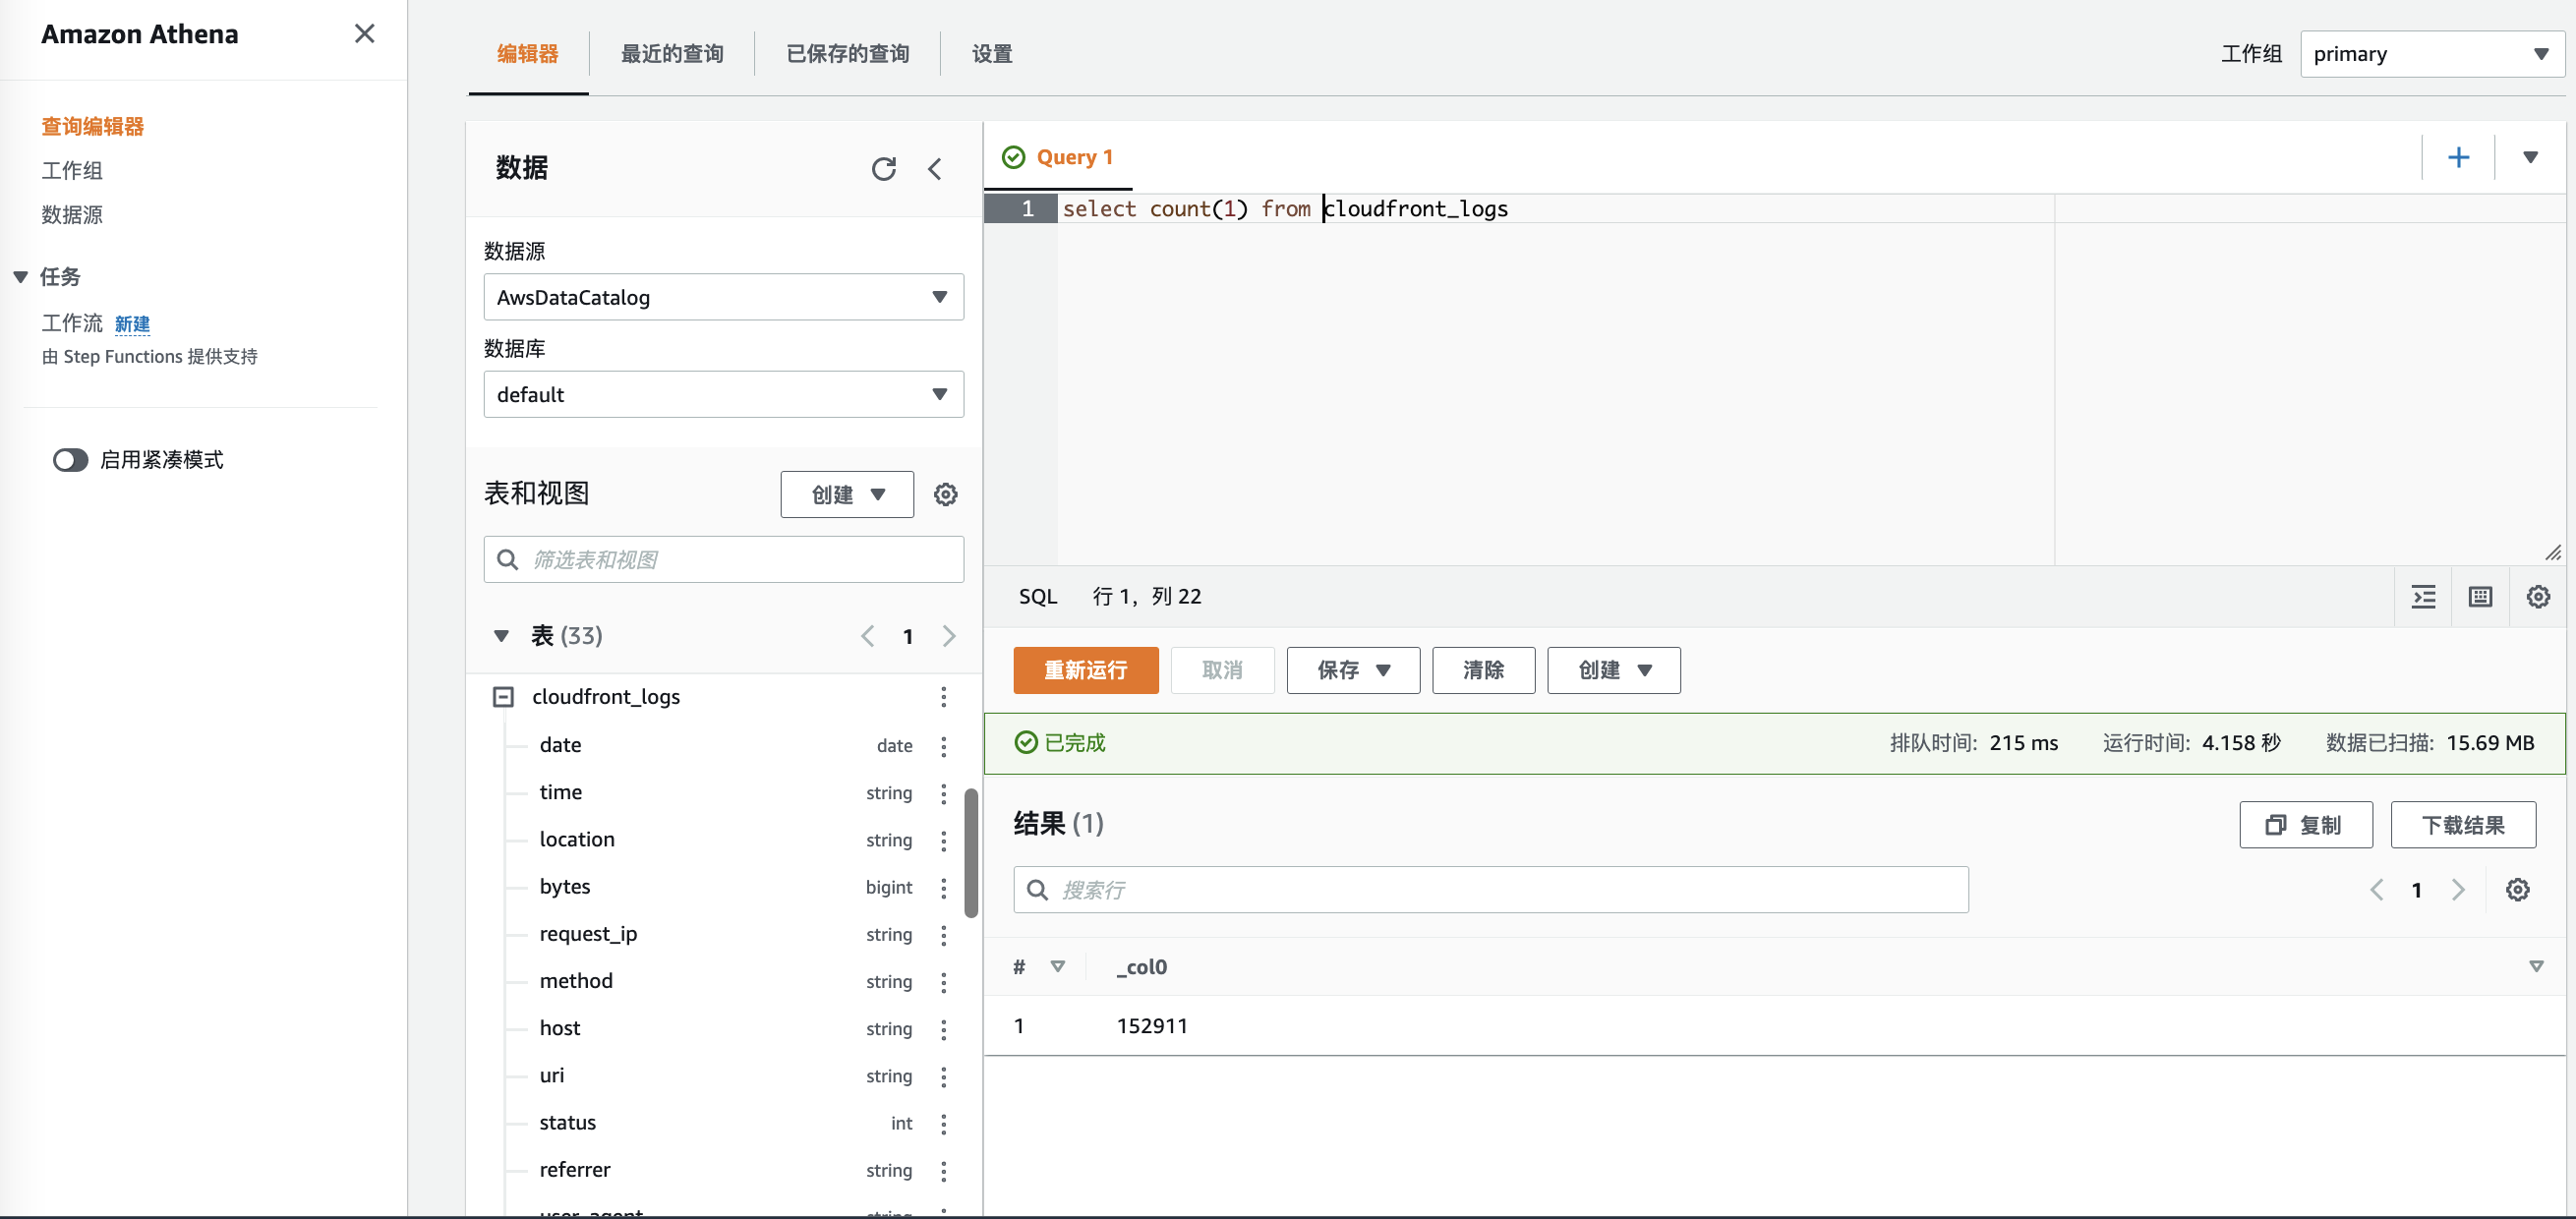 Amazon Athena
查询编辑器
工作组
数据源
任务
工作流 新建
由 Step Functions 提供支持
启用紧凑模式
编辑器 最近的查询 已保存的查询 设置
工作组 primary
数据
数据源
AwsDataCatalog
数据库
default
表和视图 创建
筛选表和视图
表 (33) 1
cloudfront_logs
date date
time string
location string
bytes bigint
request_ip string
method string
host string
uri string
status int
referrer string
user_agent string
Query 1
1 select count(1) from cloudfront_logs
SQL 行 1，列 22
重新运行 取消 保存 清除 创建
已完成 排队时间: 215 ms 运行时间: 4.158 秒 数据已扫描: 15.69 MB
结果 (1) 复制 下载结果
搜索行 1
# _col0
1 152911